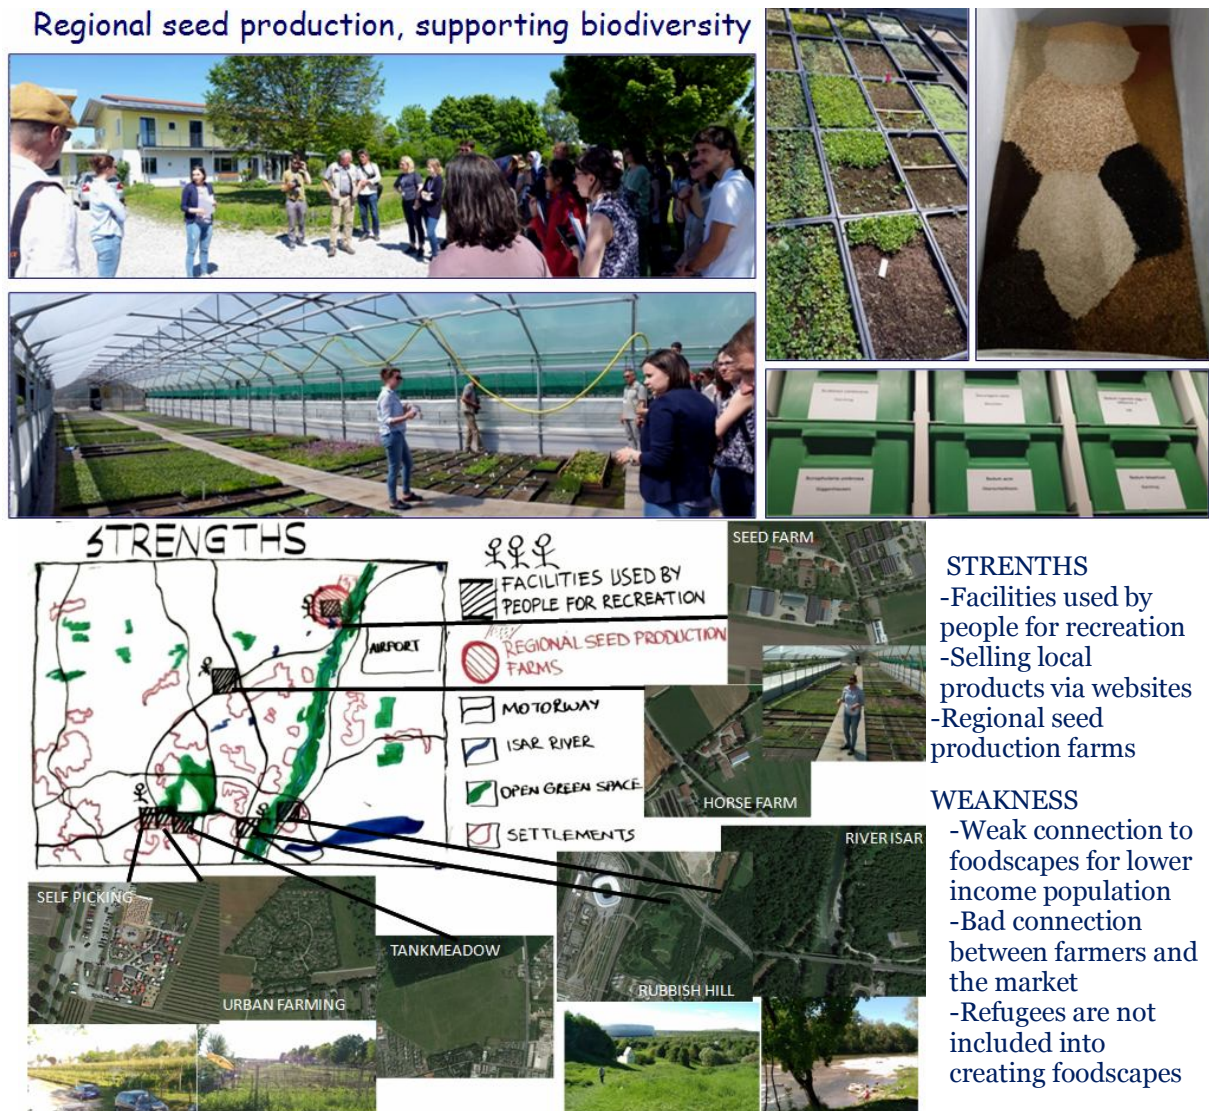 Regional seed production, supporting biodiversity
STRENGTHS
FACILITIES USED BY
PEOPLE FOR RECREATION
REGIONAL SEED PRODUCTION
FARMS
AIRPORT
MOTORWAY
ISAR RIVER
OPEN GREEN SPACE
SETTLEMENTS
SEED FARM
HORSE FARM
RIVER ISAR
SELF PICKING
URBAN FARMING
TANKMEADOW
RUBBISH HILL
STRENTHS
-Facilities used by
people for recreation
-Selling local
products via websites
-Regional seed
production farms
WEAKNESS
-Weak connection to
foodscapes for lower
income population
-Bad connection
between farmers and
the market
-Refugees are not
included into
creating foodscapes